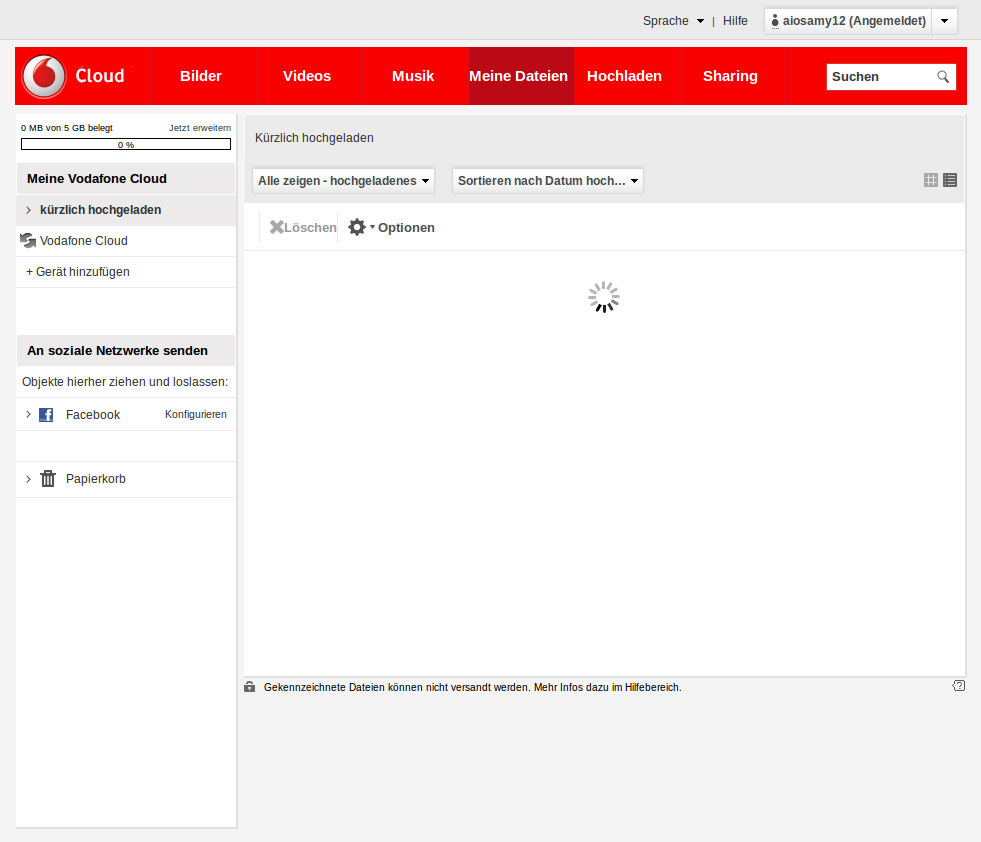 Sprache | Hilfe aiosamy12 (Angemeldet)
Cloud Bilder Videos Musik Meine Dateien Hochladen Sharing Suchen
0 MB von 5 GB belegt Jetzt erweitern
0 %
Meine Vodafone Cloud
kürzlich hochgeladen
Vodafone Cloud
+ Gerät hinzufügen
An soziale Netzwerke senden
Objekte hierher ziehen und loslassen:
Facebook Konfigurieren
Papierkorb
Kürzlich hochgeladen
Alle zeigen - hochgeladenes Sortieren nach Datum hoch...
Löschen Optionen
Gekennzeichnete Dateien können nicht versandt werden. Mehr Infos dazu im Hilfebereich.